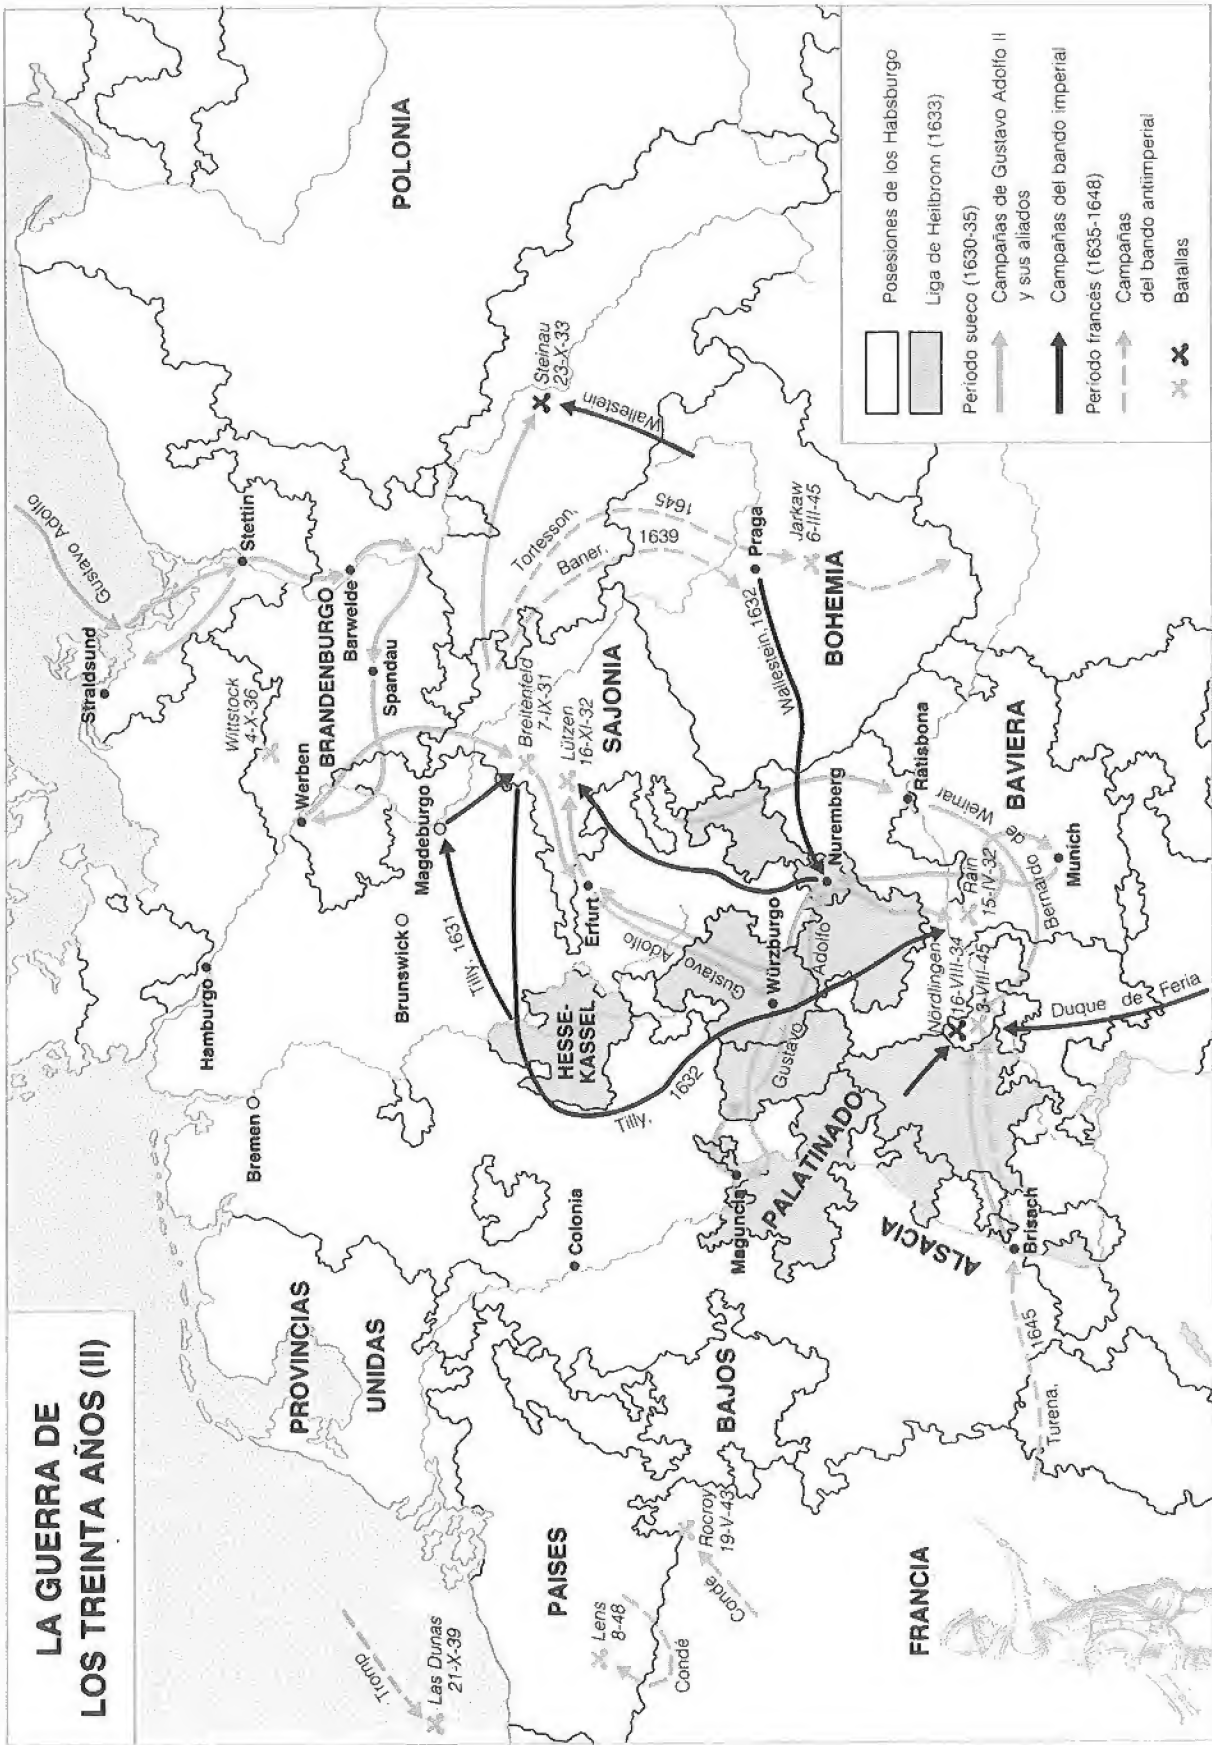 LA GUERRA DE
LOS TREINTA AÑOS (II)
Tromp
Las Dunas
21-X-39
PROVINCIAS
UNIDAS
PAISES
BAJOS
Lens
8-48
Condé
Rocroy
19-V-43
Condé
FRANCIA
Turena,
1645
Bremen
Hamburgo
Colonia
Maguncia
PALATINADO
ALSACIA
Brisach
Brunswick
Magdeburgo
Tilly, 1631
HESSE-
KASSEL
Tilly,
1632
Erfurt
Gustavo Adolfo
Würzburgo
Gustavo
Adolfo
Nördlingen
16-VIII-34
3-VIII-45
Duque de Feria
Rain
15-IV-32
Bernardo
de
Weimar
Munich
Ratisbona
BAVIERA
Nuremberg
Wallestein, 1632
Straldsund
Gustavo Adolfo
Stettin
Wittstock
4-X-36
Werben
BRANDENBURGO
Barwelde
Spandau
Breitenfeld
7-IX-31
Lützen
16-XI-32
SAJONIA
Tortesson,
1645
Baner,
1639
Praga
Jarkaw
6-III-45
BOHEMIA
Wallestein
Steinau
23-X-33
POLONIA
Posesiones de los Habsburgo
Liga de Heilbronn (1633)
Período sueco (1630-35)
Campañas de Gustavo Adolfo II
y sus aliados
Campañas del bando imperial
Período francés (1635-1648)
Campañas
del bando antiimperial
Batallas